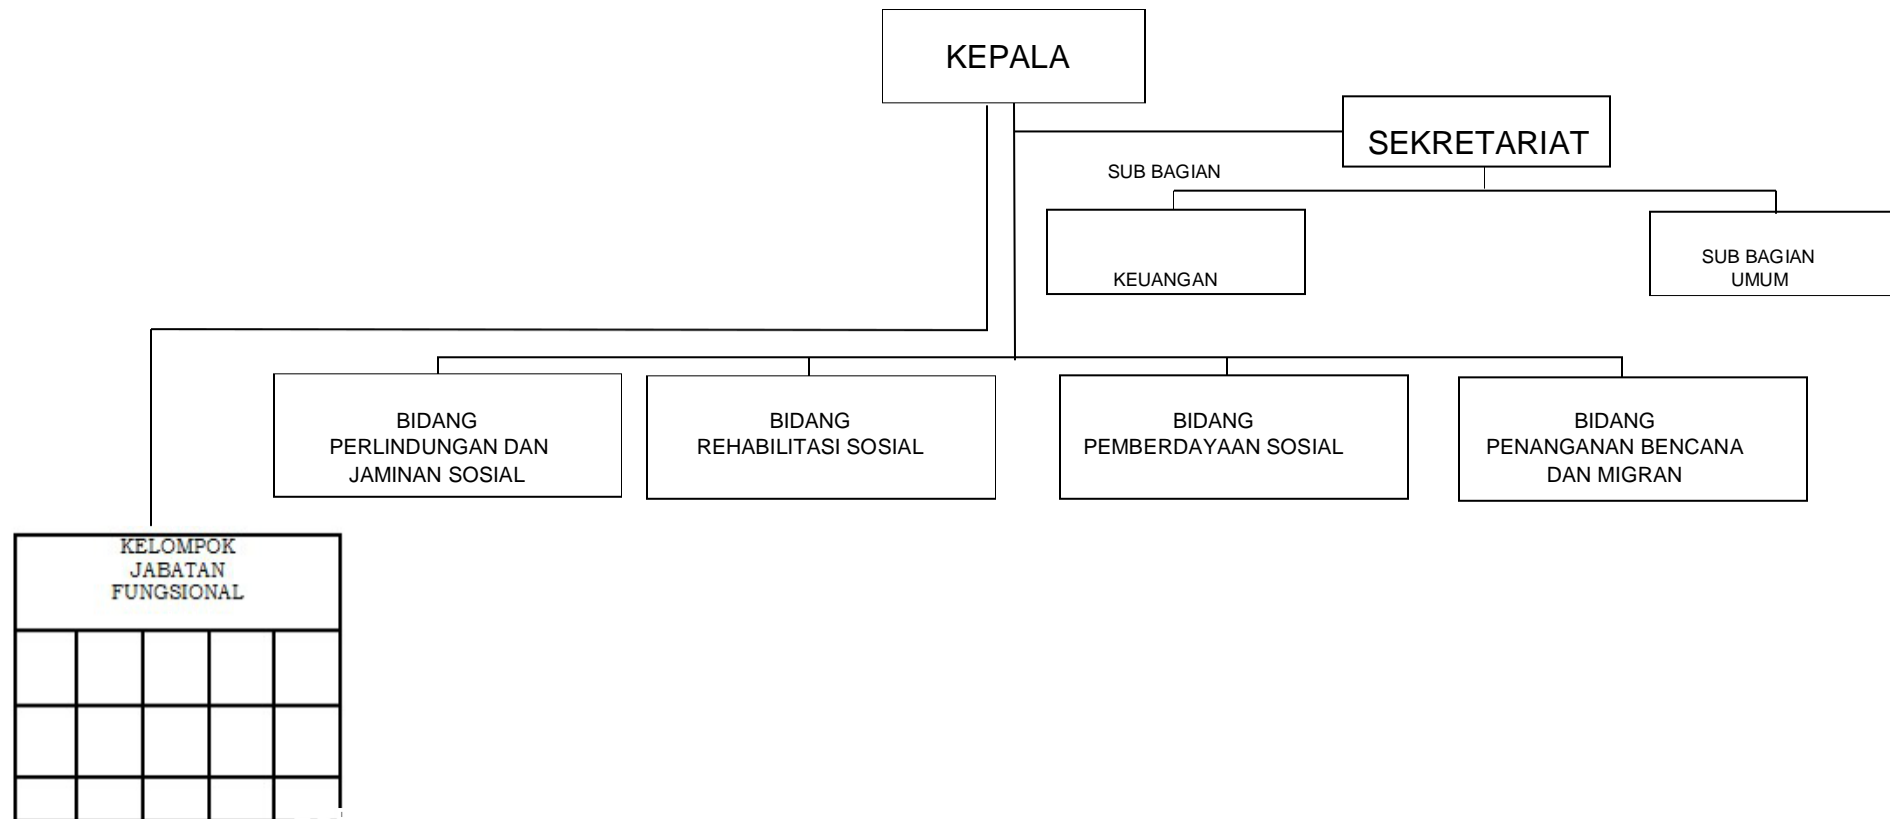 KEPALA
SEKRETARIAT
SUB BAGIAN
KEUANGAN
SUB BAGIAN
UMUM
BIDANG
PERLINDUNGAN DAN
JAMINAN SOSIAL
BIDANG
REHABILITASI SOSIAL
BIDANG
PEMBERDAYAAN SOSIAL
BIDANG
PENANGANAN BENCANA
DAN MIGRAN
KELOMPOK
JABATAN
FUNGSIONAL